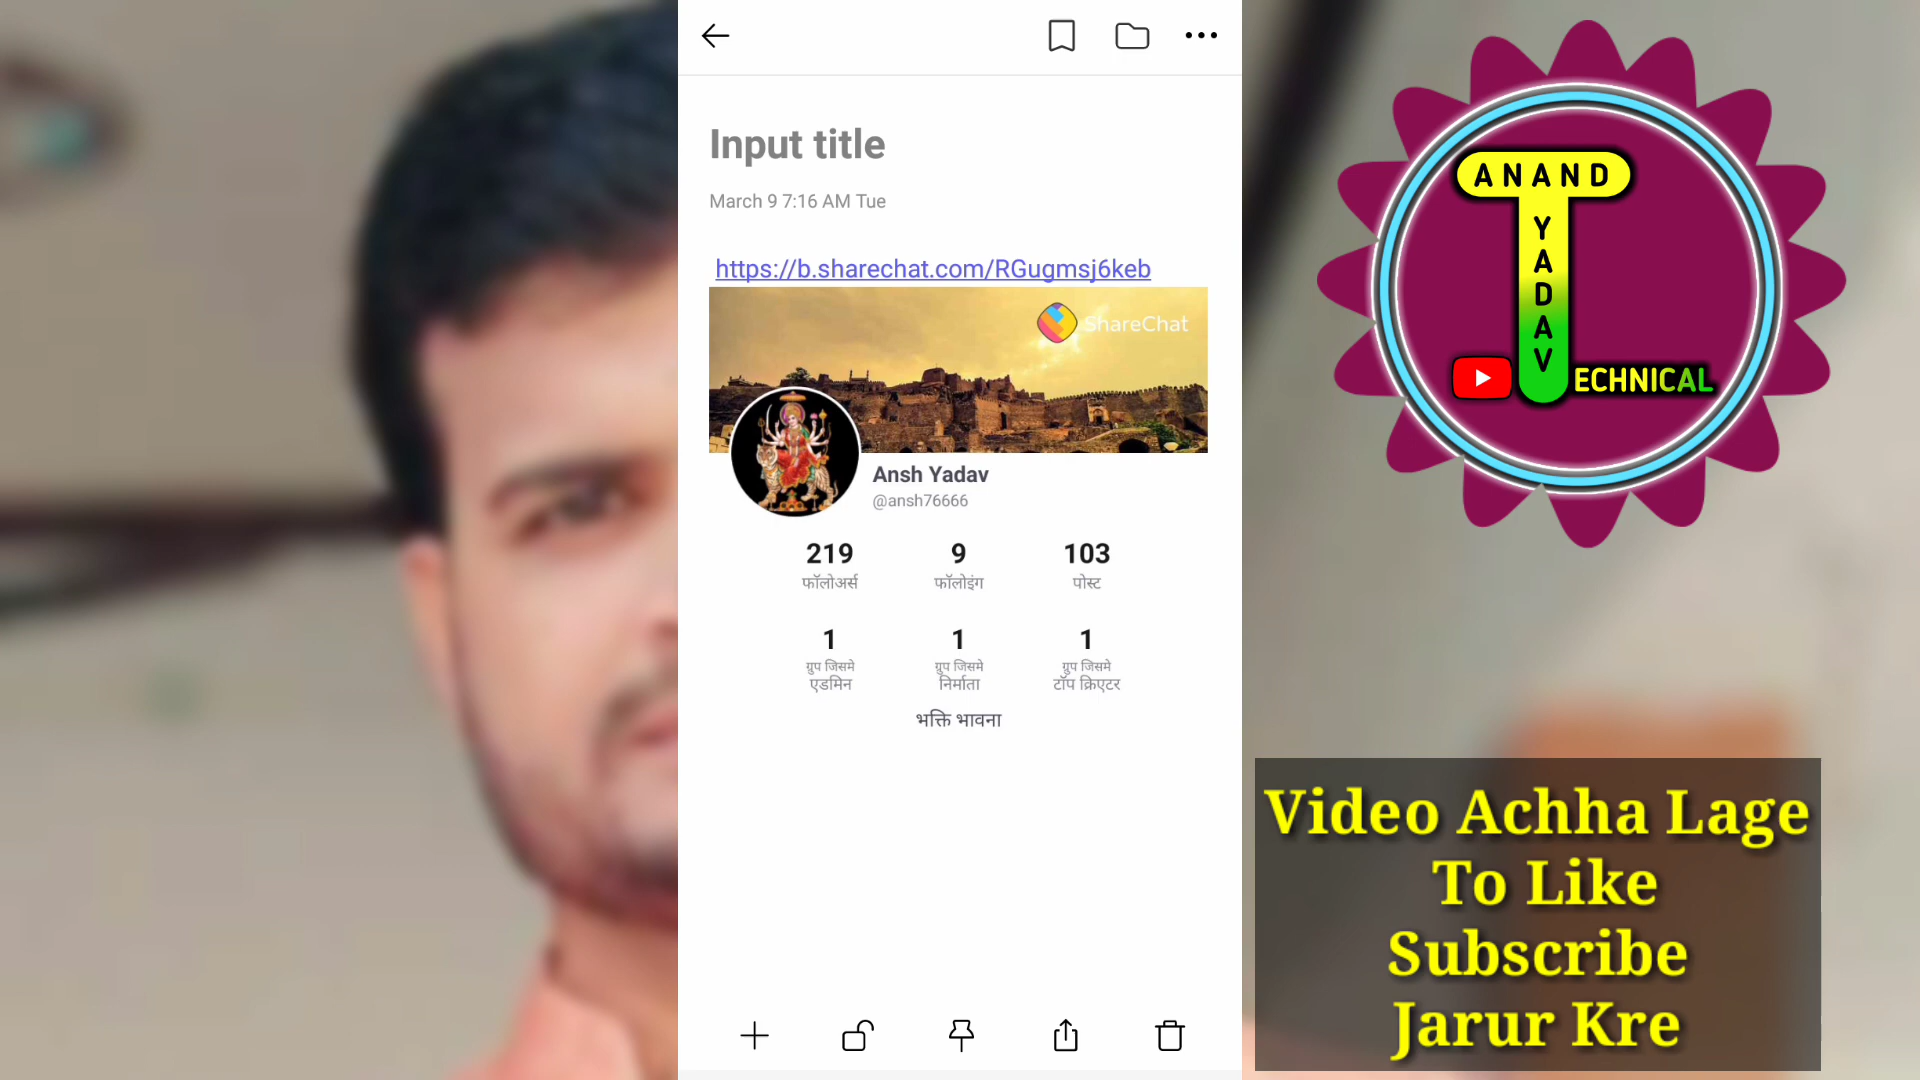 Input title
March 9 7:16 AM Tue
https://b.sharechat.com/RGugmsj6keb
ShareChat
Ansh Yadav
@ansh76666
219 9 103
फॉलोअर्स फॉलोइंग पोस्ट
1 1 1
ग्रुप जिसमे ग्रुप जिसमे ग्रुप जिसमे
एडमिन निर्माता टॉप क्रिएटर
भक्ति भावना
ANAND
YADAV
TECHNICAL
Video Achha Lage
To Like
Subscribe
Jarur Kre